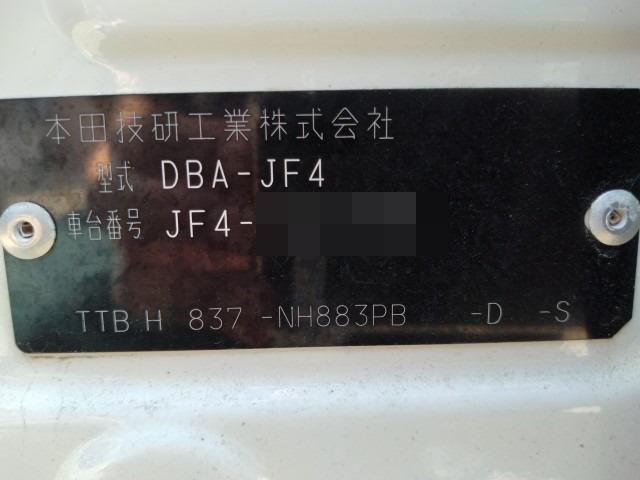 本田技研工業株式会社
型式 DBA-JF4
車台番号 JF4-
TTB H 837 -NH883PB -D -S